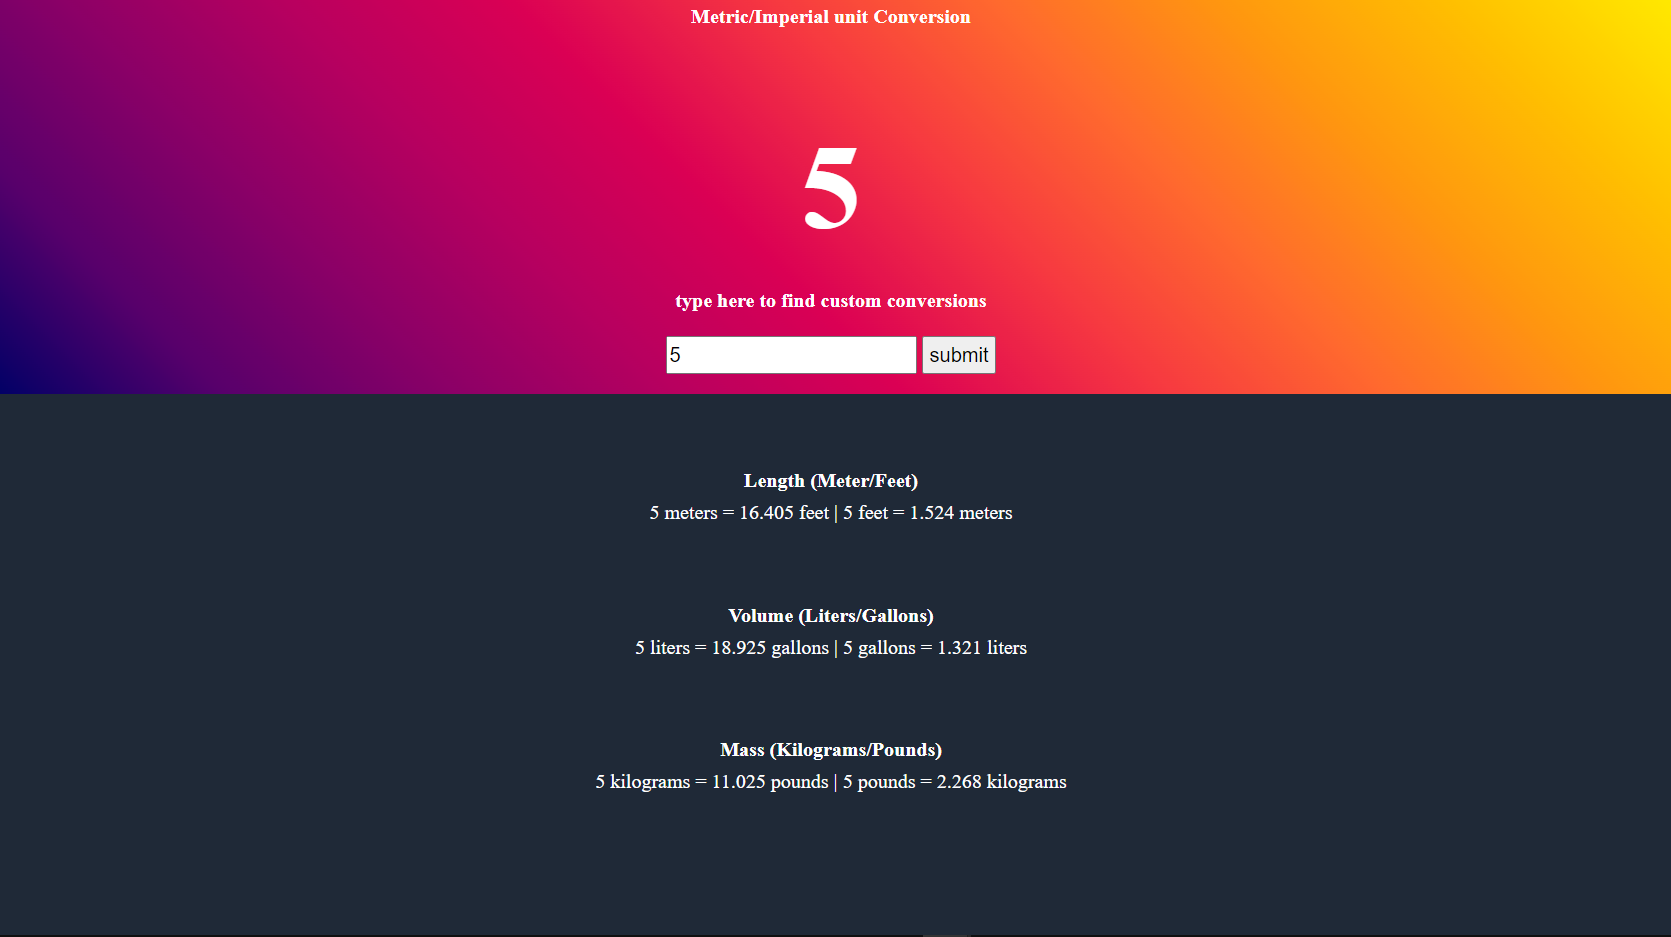 Metric/Imperial unit Conversion
5
type here to find custom conversions
5 submit
Length (Meter/Feet)
5 meters = 16.405 feet | 5 feet = 1.524 meters
Volume (Liters/Gallons)
5 liters = 18.925 gallons | 5 gallons = 1.321 liters
Mass (Kilograms/Pounds)
5 kilograms = 11.025 pounds | 5 pounds = 2.268 kilograms